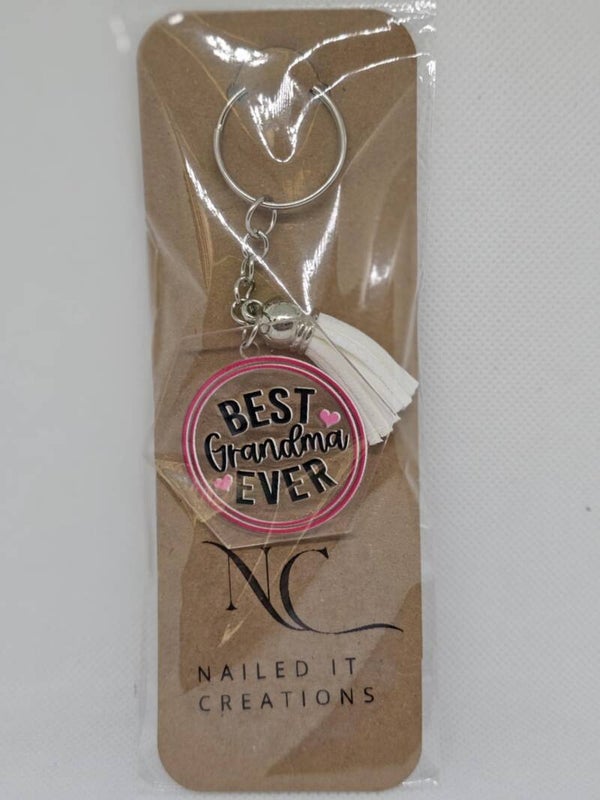 BEST
Grandma
EVER
NC
NAILED IT
CREATIONS